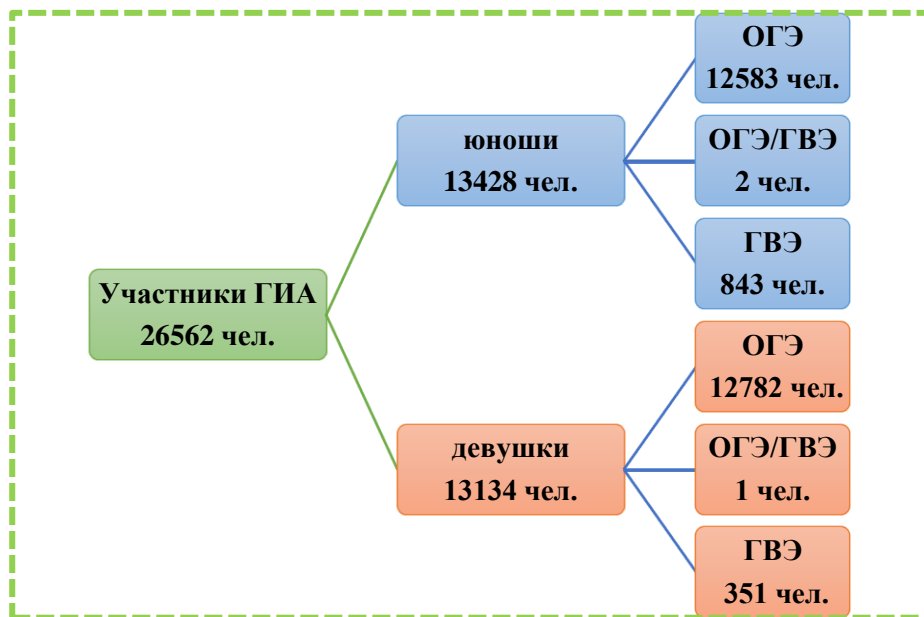 Участники ГИА
26562 чел.
юноши
13428 чел.
ОГЭ
12583 чел.
ОГЭ/ГВЭ
2 чел.
ГВЭ
843 чел.
девушки
13134 чел.
ОГЭ
12782 чел.
ОГЭ/ГВЭ
1 чел.
ГВЭ
351 чел.